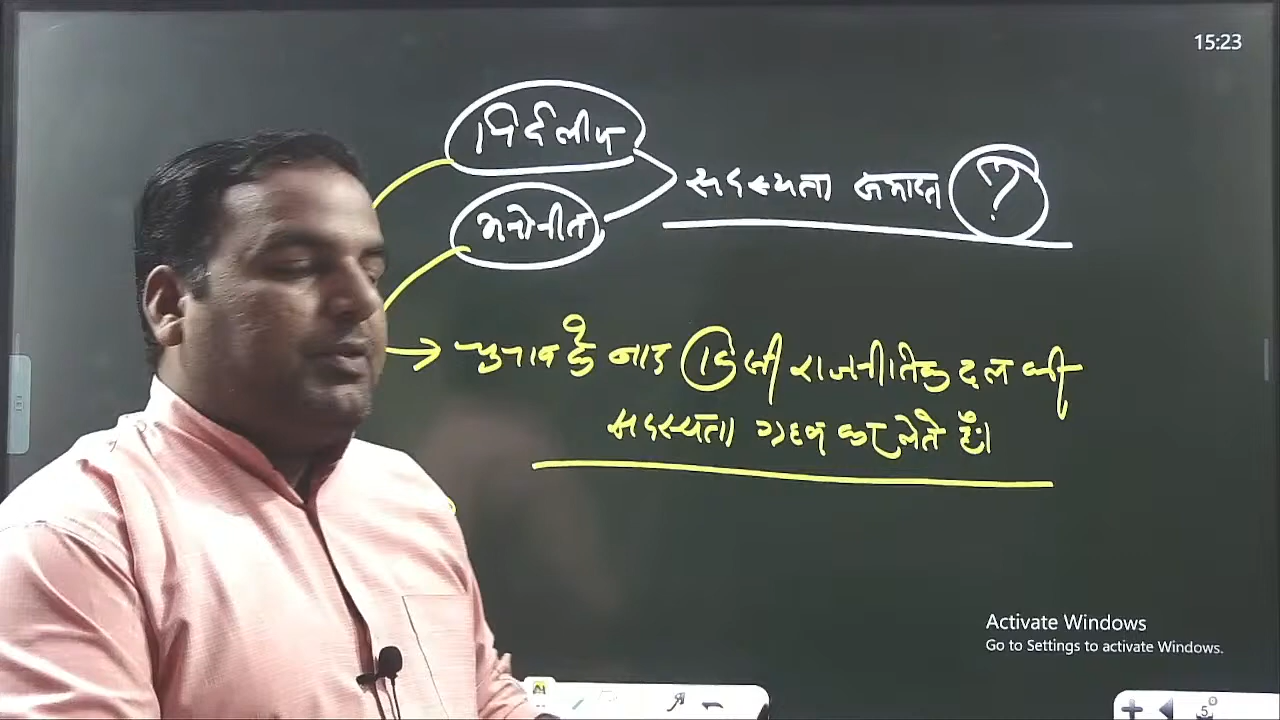 15:23
निर्दलीय
सदस्यता समाप्त ?
मनोनीत
→ चुनाव के बाद किसी राजनीतिक दल की
सदस्यता ग्रहण कर लेते हैं।
Activate Windows
Go to Settings to activate Windows.